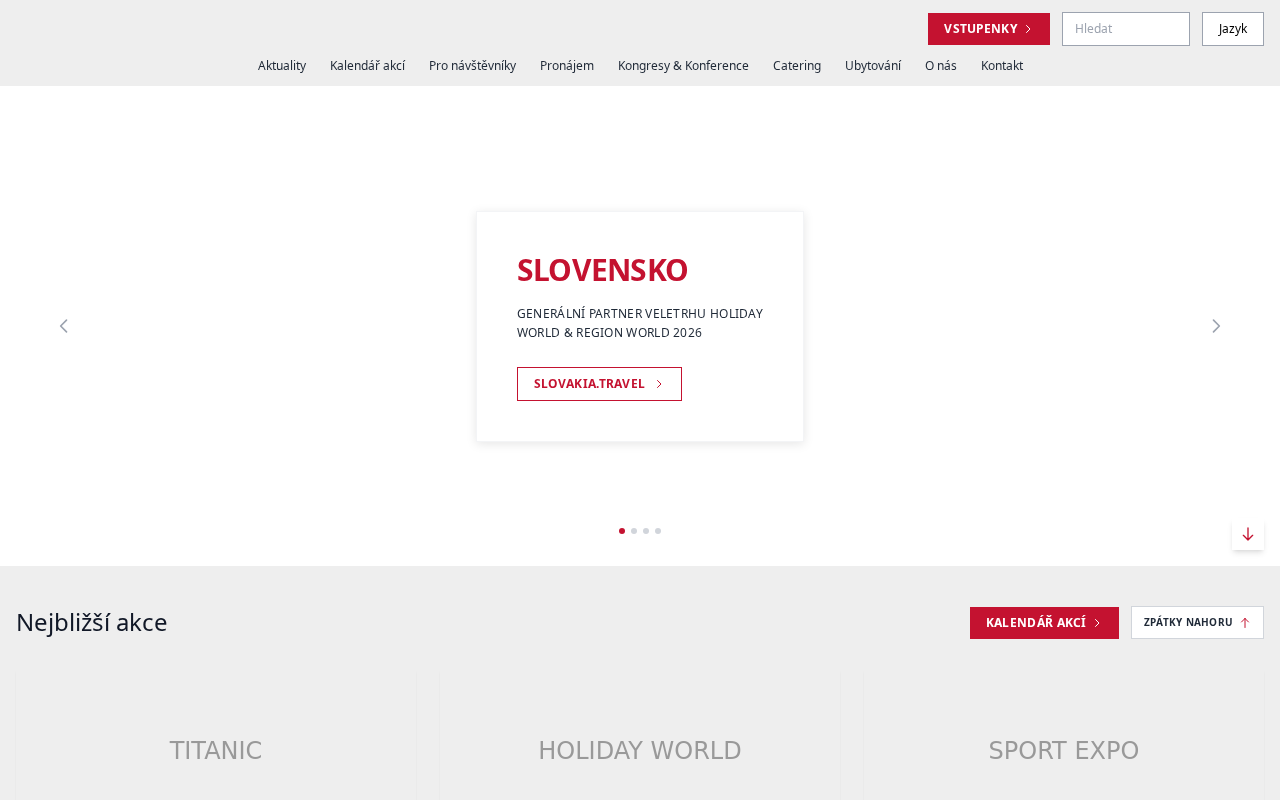 VSTUPENKY
Hledat
Jazyk
Aktuality
Kalendář akcí
Pro návštěvníky
Pronájem
Kongresy & Konference
Catering
Ubytování
O nás
Kontakt
SLOVENSKO
GENERÁLNÍ PARTNER VELETRHU HOLIDAY
WORLD & REGION WORLD 2026
SLOVAKIA.TRAVEL
Nejbližší akce
KALENDÁŘ AKCÍ
ZPÁTKY NAHORU
TITANIC
HOLIDAY WORLD
SPORT EXPO